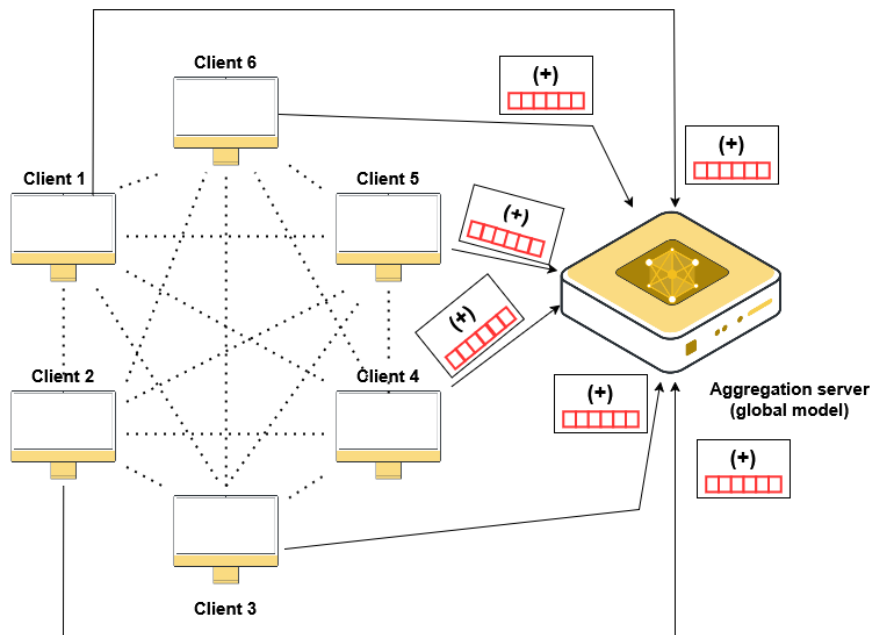 Client 6
(+)
(+)
Client 1
Client 5
(+)
(+)
Client 2
Client 4
(+)
Aggregation server
(global model)
(+)
Client 3